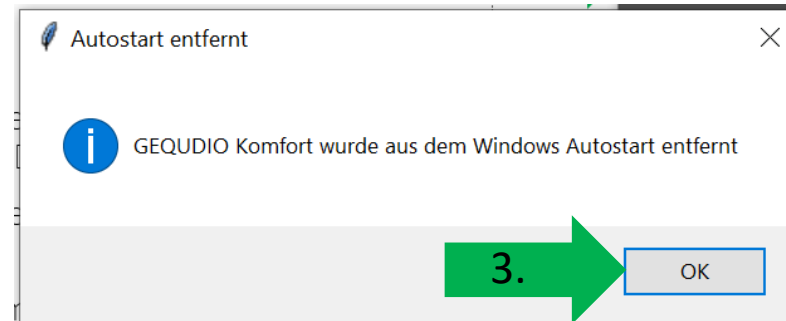 Autostart entfernt
GEQUDIO Komfort wurde aus dem Windows Autostart entfernt
3.
OK